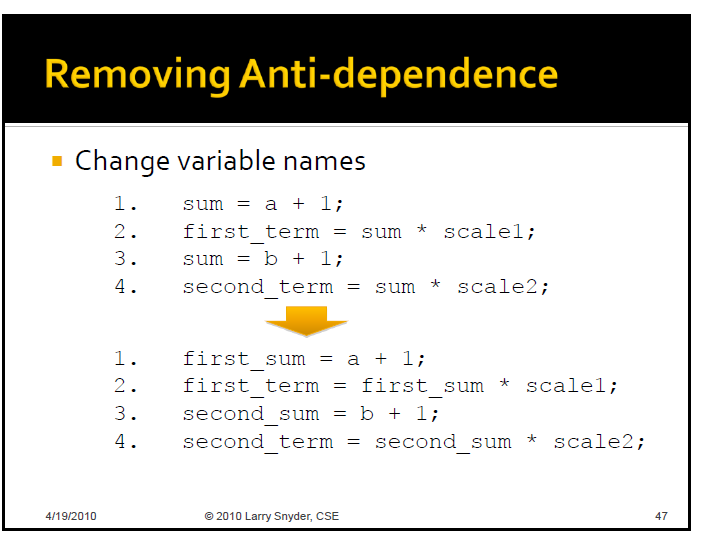 Removing Anti-dependence
Change variable names
1. sum = a + 1;
2. first_term = sum * scale1;
3. sum = b + 1;
4. second_term = sum * scale2;
1. first_sum = a + 1;
2. first_term = first_sum * scale1;
3. second_sum = b + 1;
4. second_term = second_sum * scale2;
4/19/2010 © 2010 Larry Snyder, CSE 47